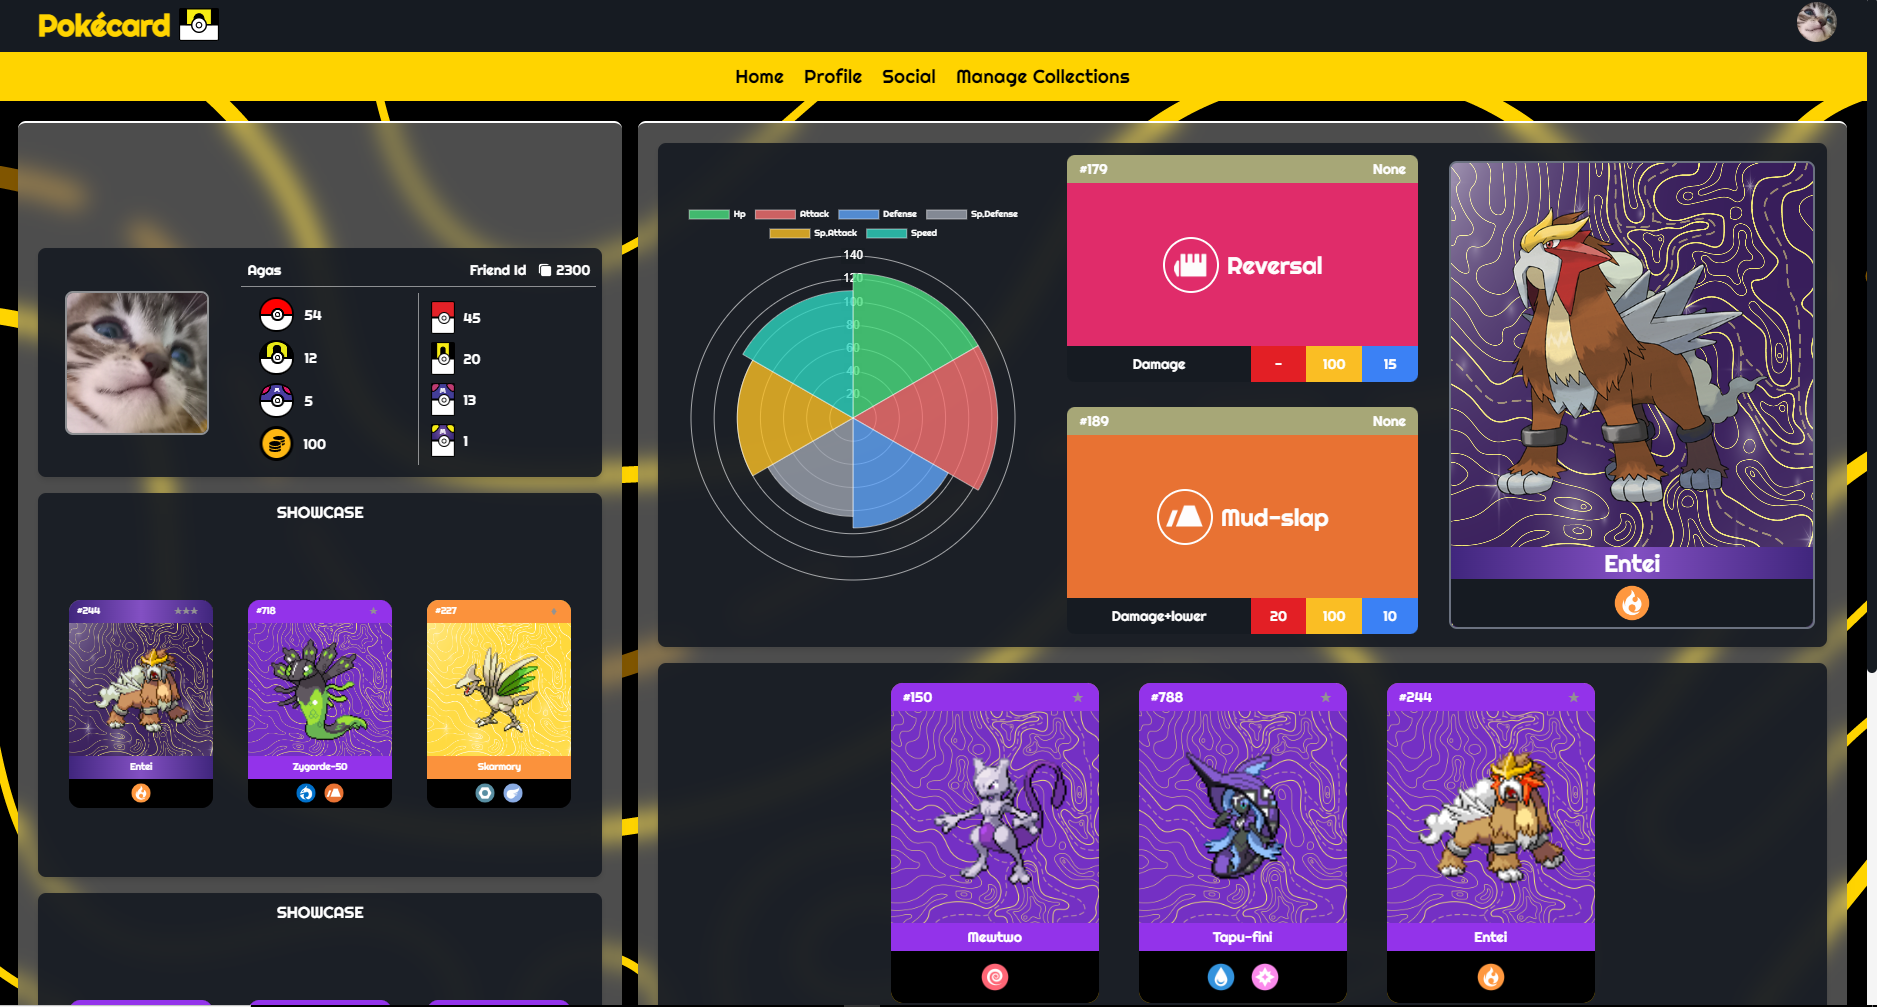 Pokécard
Home Profile Social Manage Collections
Agas Friend Id 2300
54 45
12 20
5 13
100 1
SHOWCASE
#244
Entei
#718
Zygarde-50
#227
Skarmory
SHOWCASE
Hp Attack Defense Sp.Defense
Sp.Attack Speed
140
120
100
80
60
40
20
#179 None
Reversal
Damage - 100 15
#189 None
Mud-slap
Damage+lower 20 100 10
Entei
#150
Mewtwo
#788
Tapu-fini
#244
Entei